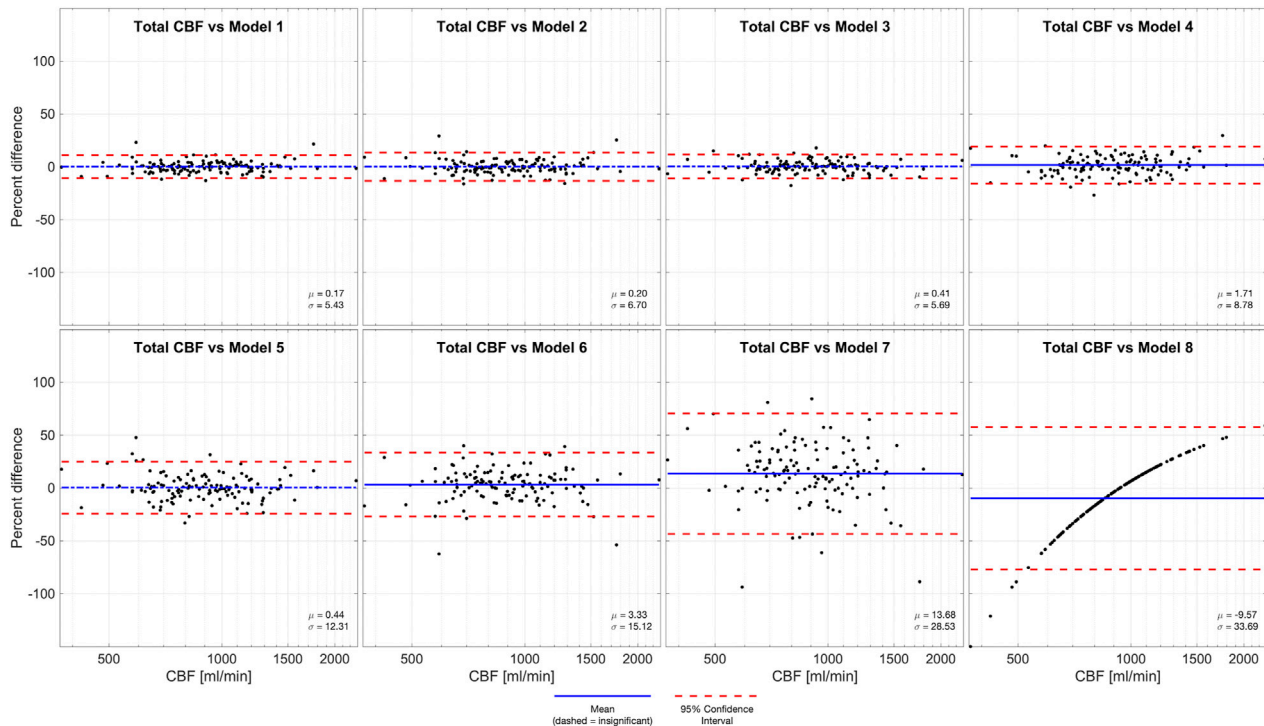 Total CBF vs Model 1
Total CBF vs Model 2
Total CBF vs Model 3
Total CBF vs Model 4
Percent difference
100
50
0
-50
-100
μ = 0.17
σ = 5.43
μ = 0.20
σ = 6.70
μ = 0.41
σ = 5.69
μ = 1.71
σ = 8.78
Total CBF vs Model 5
Total CBF vs Model 6
Total CBF vs Model 7
Total CBF vs Model 8
Percent difference
100
50
0
-50
-100
μ = 0.44
σ = 12.31
μ = 3.33
σ = 15.12
μ = 13.68
σ = 28.53
μ = -9.57
σ = 33.69
500 1000 1500 2000
500 1000 1500 2000
500 1000 1500 2000
500 1000 1500 2000
CBF [ml/min]
CBF [ml/min]
CBF [ml/min]
CBF [ml/min]
Mean
(dashed = insignificant)
95% Confidence
Interval